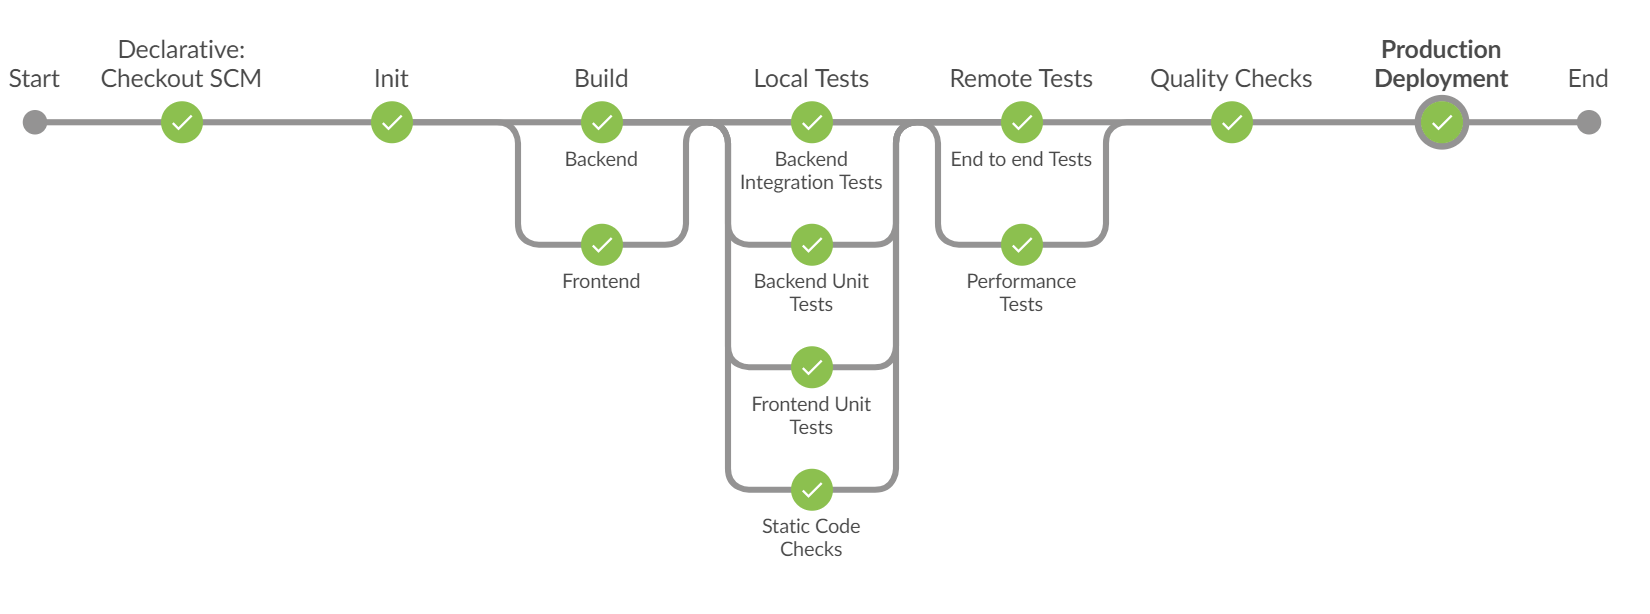 Start
Declarative:
Checkout SCM
Init
Build
Local Tests
Remote Tests
Quality Checks
Production
Deployment
End
Backend
Frontend
Backend
Integration Tests
Backend Unit
Tests
Frontend Unit
Tests
Static Code
Checks
End to end Tests
Performance
Tests